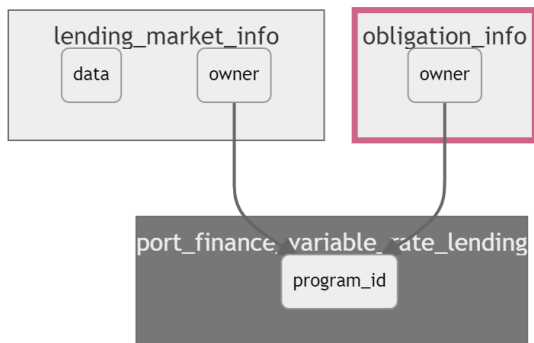 lending_market_info
obligation_info
data
owner
owner
port_finance_variable_rate_lending
program_id